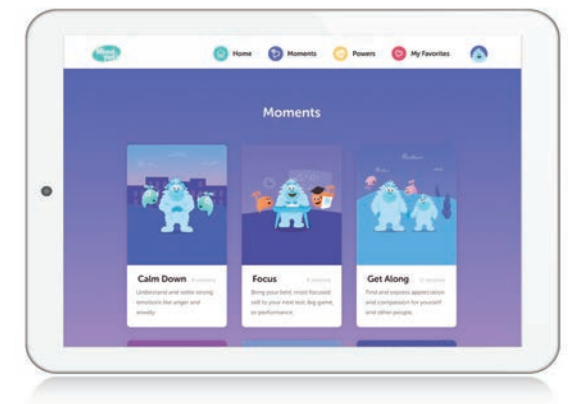 Mind Yeti
Home
Moments
Powers
My Favorites
Moments
Calm Down
Understand and settle strong
emotions like anger and
anxiety.
Focus
Bring your best, most focused
self to your next test, big game,
or performance.
Get Along
Find and express appreciation
and compassion for yourself
and other people.